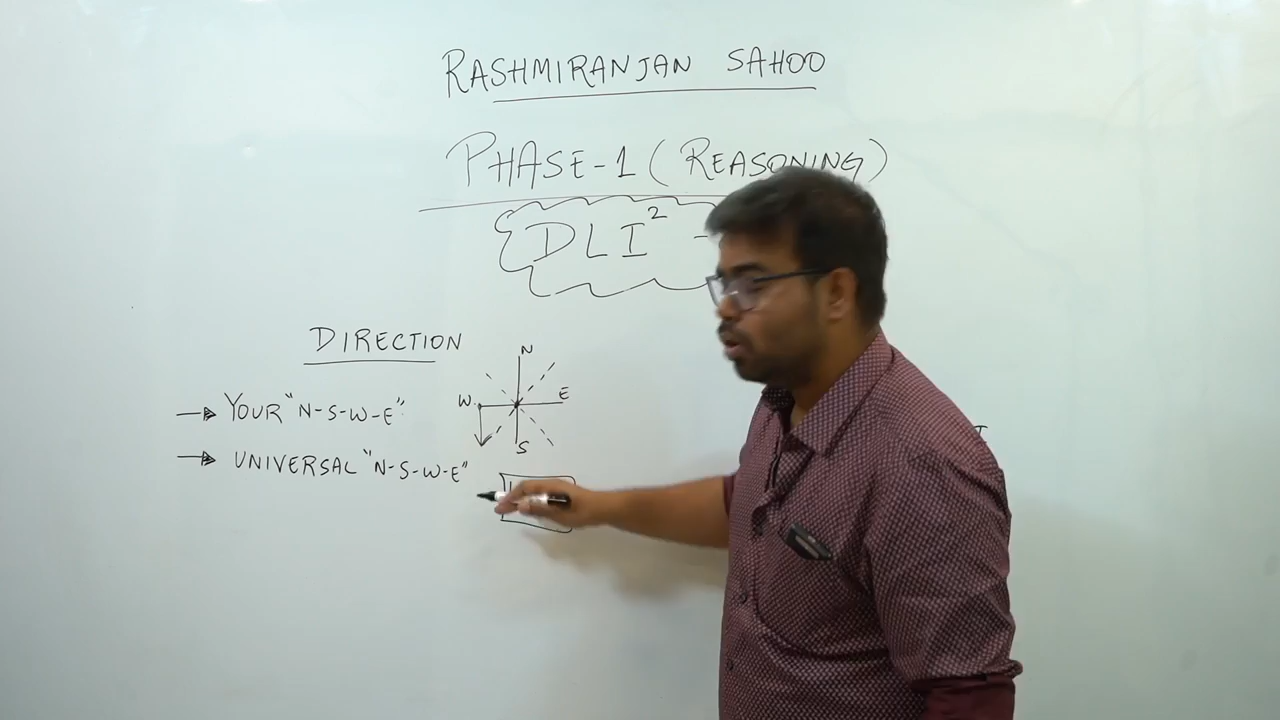 RASHMIRANJAN SAHOO
PHASE-1 (REASONING)
DLI² -
DIRECTION
N
W E
S
→ YOUR "N-S-W-E"
→ UNIVERSAL "N-S-W-E"